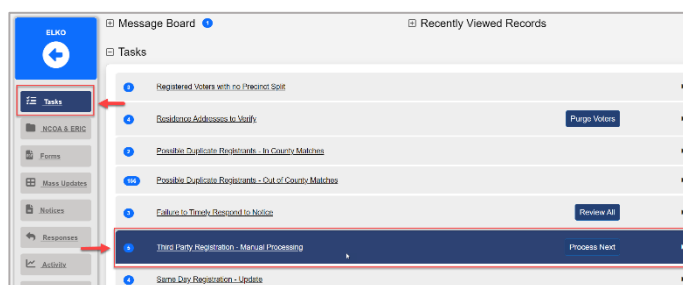 ELKO
Message Board 1
Recently Viewed Records
Tasks
Tasks
NCOA & ERIC
Forms
Mass Updates
Notices
Responses
Activity
Registered Voters with no Precinct Split
4 Residence Addresses to Verify Purge Voters
2 Possible Duplicate Registrants - In County Matches
Possible Duplicate Registrants - Out of County Matches
3 Failure to Timely Respond to Notice Review All
Third Party Registration - Manual Processing Process Next
4 Same Day Registration - Update